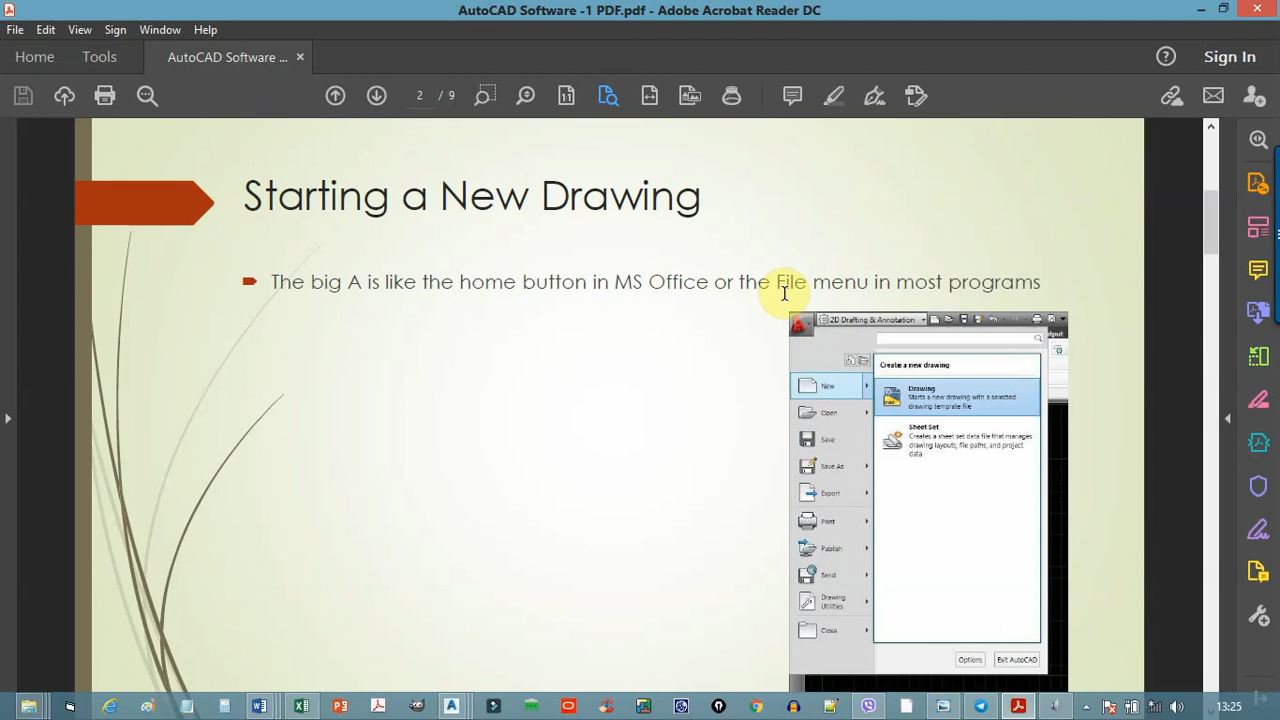 AutoCAD Software -1 PDF.pdf - Adobe Acrobat Reader DC
File Edit View Sign Window Help
Home Tools AutoCAD Software ... × Sign In
2 / 9
Starting a New Drawing
The big A is like the home button in MS Office or the File menu in most programs
2D Drafting & Annotation
Create a new drawing
New
Drawing
Starts a new drawing with a selected
drawing template file
Open
Sheet Set
Creates a sheet set data file that manages
drawing layouts, file paths, and project
data
Save
Save As
Export
Print
Publish
Send
Drawing
Utilities
Close
Options Exit AutoCAD
13:25